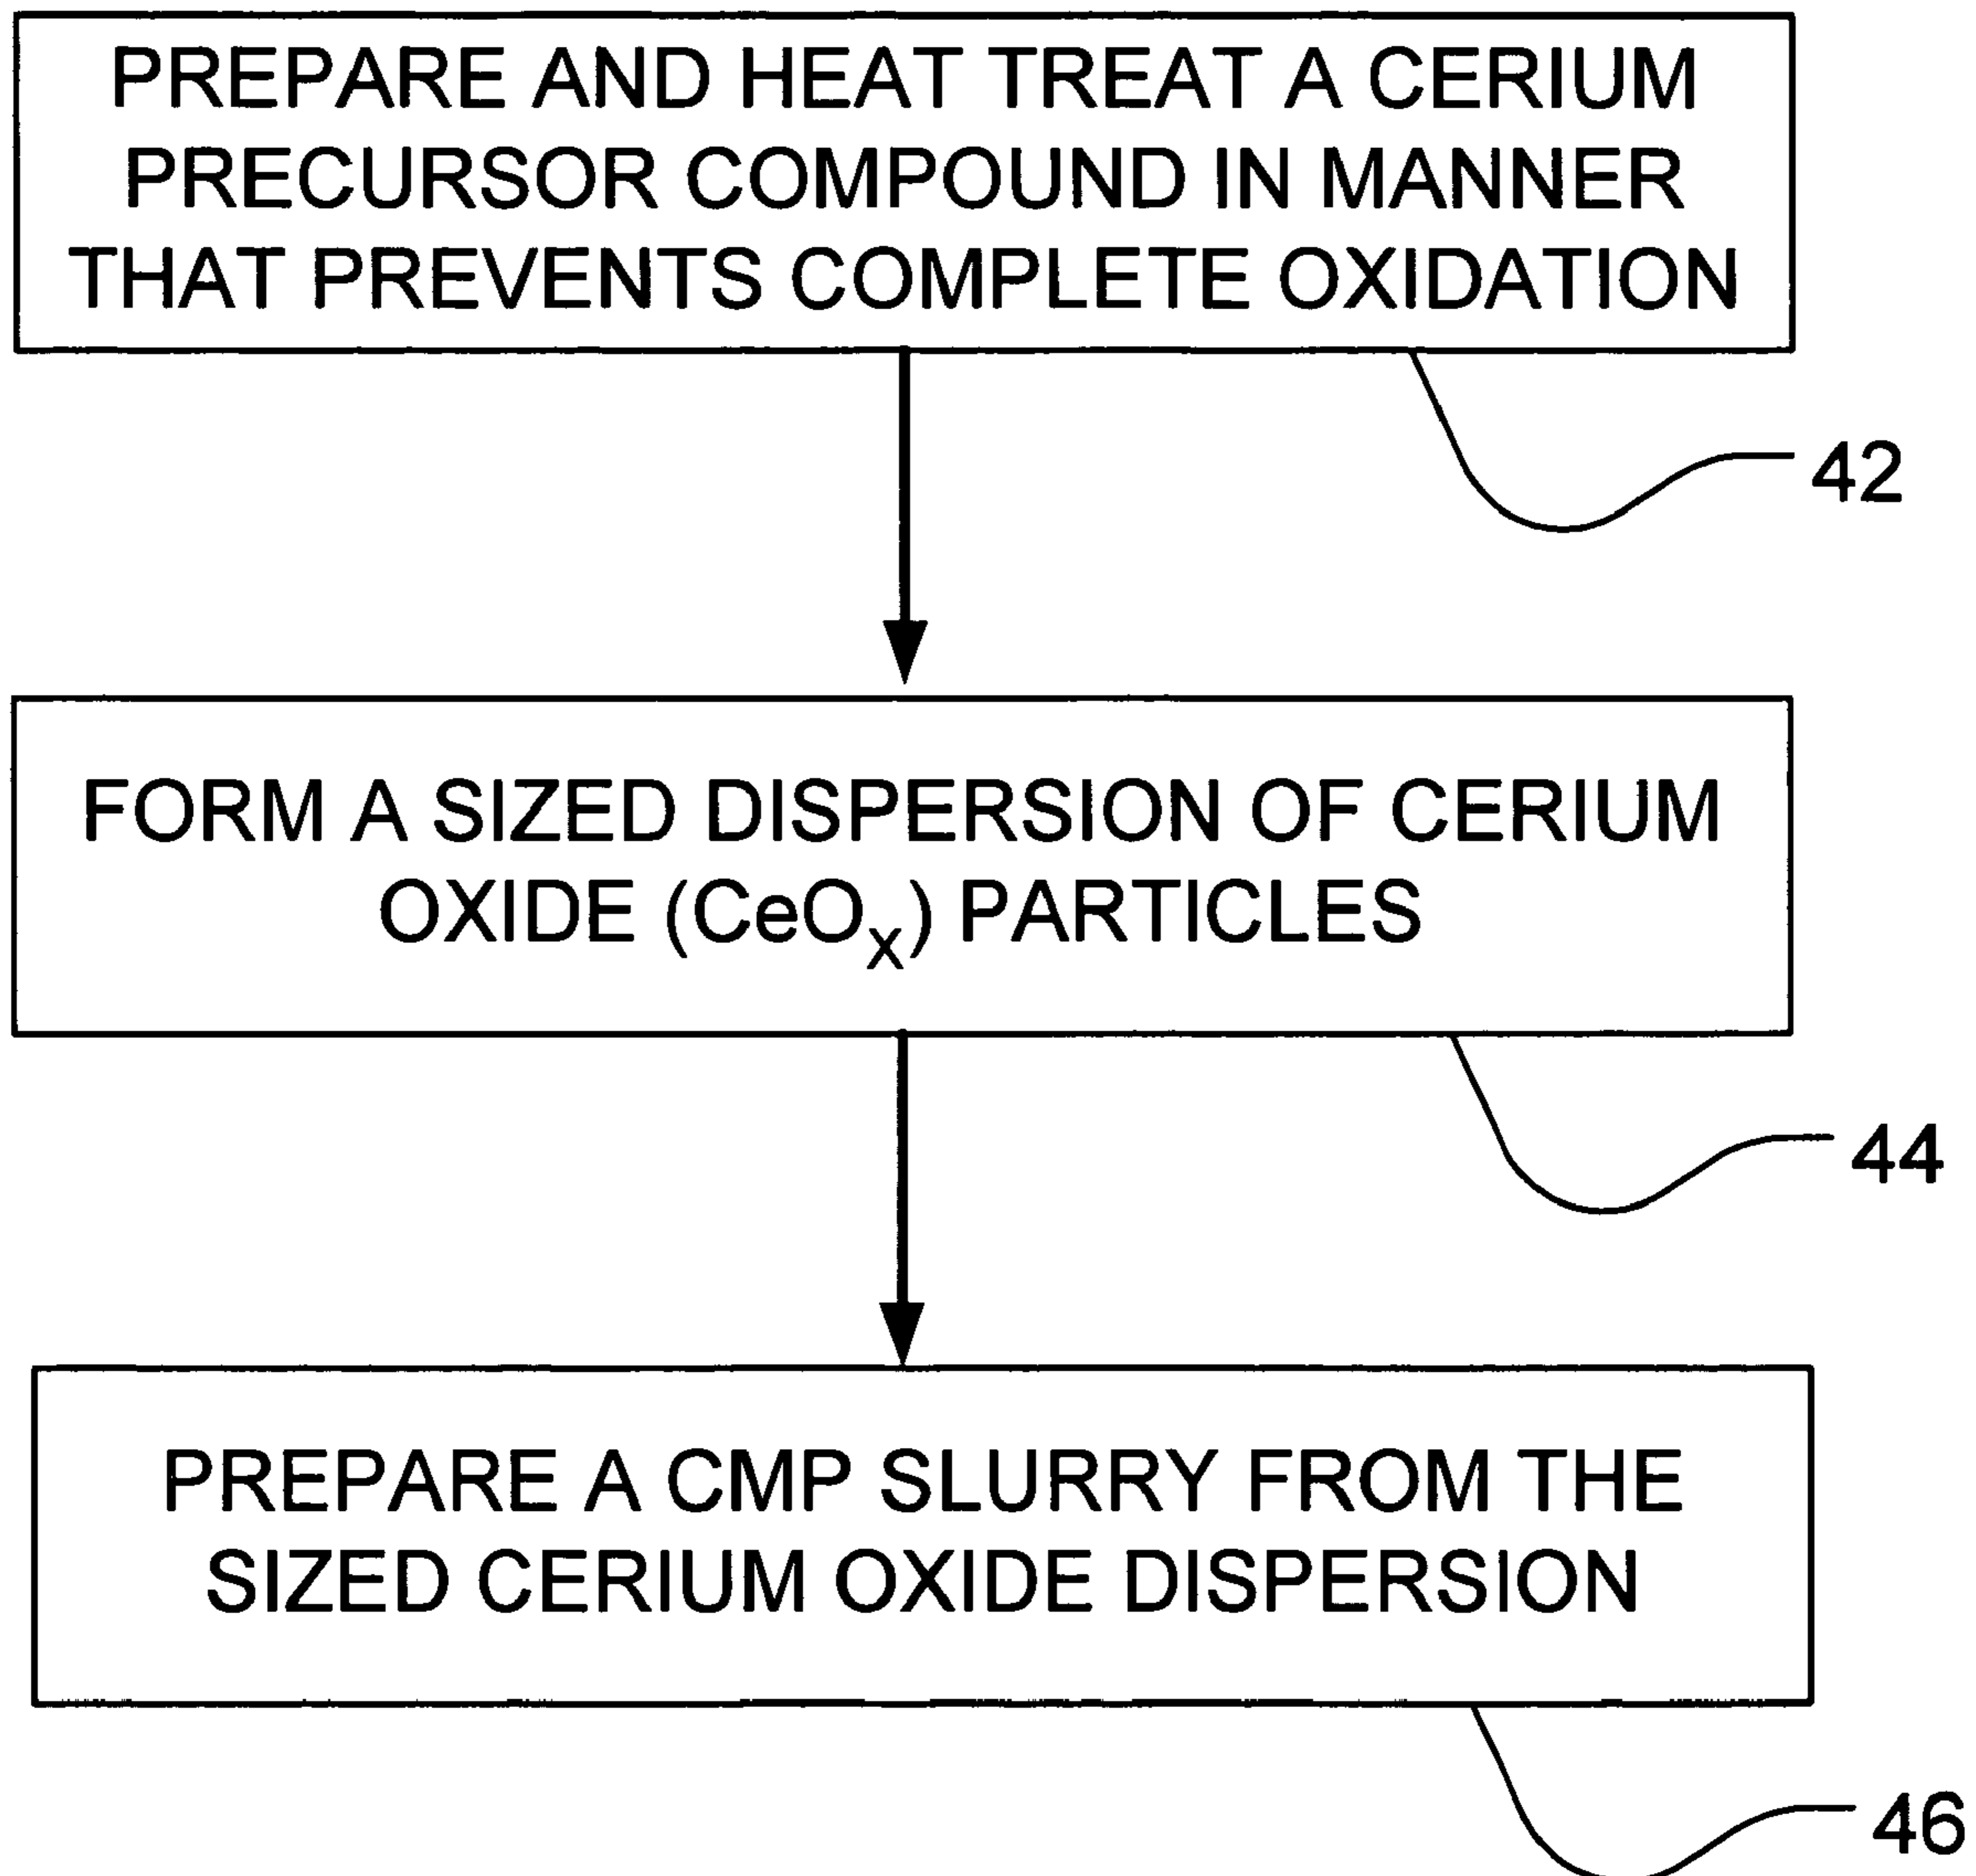 PREPARE AND HEAT TREAT A CERIUM
PRECURSOR COMPOUND IN MANNER
THAT PREVENTS COMPLETE OXIDATION
42
FORM A SIZED DISPERSION OF CERIUM
OXIDE (CeOₓ) PARTICLES
44
PREPARE A CMP SLURRY FROM THE
SIZED CERIUM OXIDE DISPERSION
46